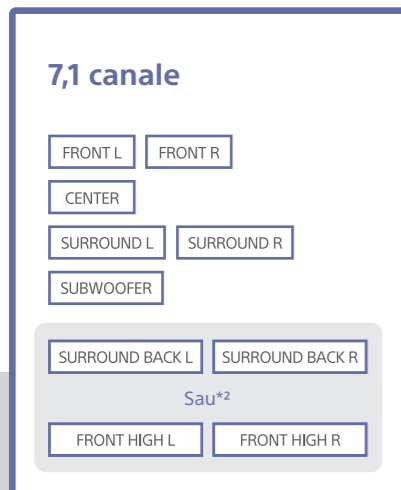 7,1 canale
FRONT L FRONT R
CENTER
SURROUND L SURROUND R
SUBWOOFER
SURROUND BACK L SURROUND BACK R
Sau*²
FRONT HIGH L FRONT HIGH R